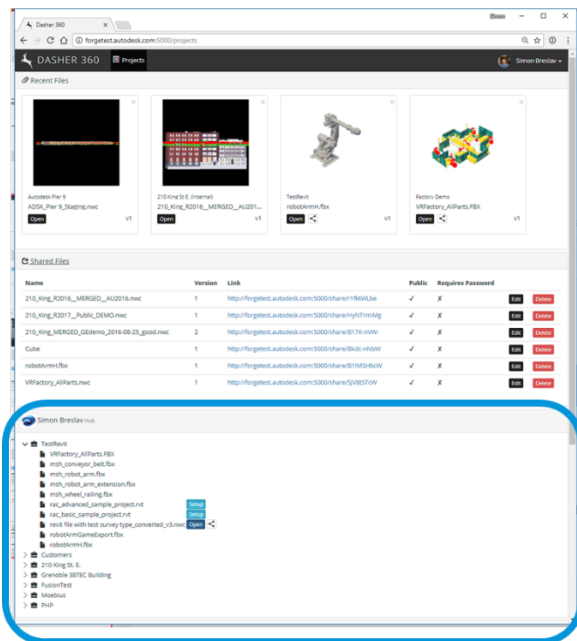 Dasher 360
forgetest.autodesk.com:5000/projects
DASHER 360 Projects Simon Breslav
Recent Files
Autodesk Pier 9
ADSK_Pier 9_Staging.nwc
Open v1
210 King St E. (Internal)
210_King_R2016__MERGED__AU201...
Open v1
TestRevit
robotArmH.fbx
Open v1
Factory Demo
VRFactory_AllParts.FBX
Open v1
Shared Files
Name Version Link Public Requires Password
210_King_R2016__MERGED_AU2016.nwc 1 ✓ X Edit Delete
210_King_R2017__Public_DEMO.nwc 1 ✓ X Edit Delete
210_King_MERGED_GEdemo_2016-08-25_good.nwc 2 ✓ X Edit Delete
Cube 1 ✓ X Edit Delete
robotArmH.fbx 1 ✓ X Edit Delete
VRFactory_AllParts.nwc 1 ✓ X Edit Delete
Simon Breslav Hub
TestRevit
VRFactory_AllParts.FBX
msh_conveyor_belt.fbx
msh_robot_arm.fbx
msh_robot_arm_extension.fbx
msh_wheel_railing.fbx
rac_advanced_sample_project.rvt Setup
rac_basic_sample_project.rvt Setup
revit file with test survey type_converted_v3.nwc Open
robotArmGameExport.fbx
robotArmH.fbx
Customers
210 King St. E.
Grenoble 38TEC Building
FusionTest
Moebius
PHP